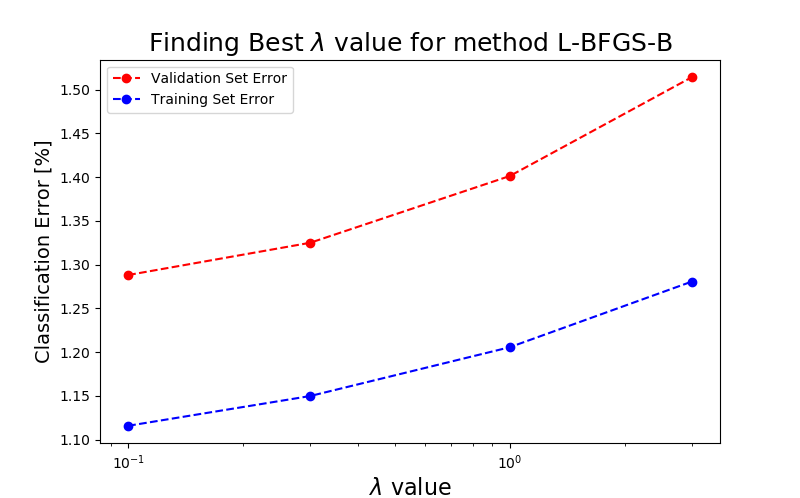 Finding Best λ value for method L-BFGS-B
Validation Set Error
Training Set Error
Classification Error [%]
1.50
1.45
1.40
1.35
1.30
1.25
1.20
1.15
1.10
10⁻¹
10⁰
λ value